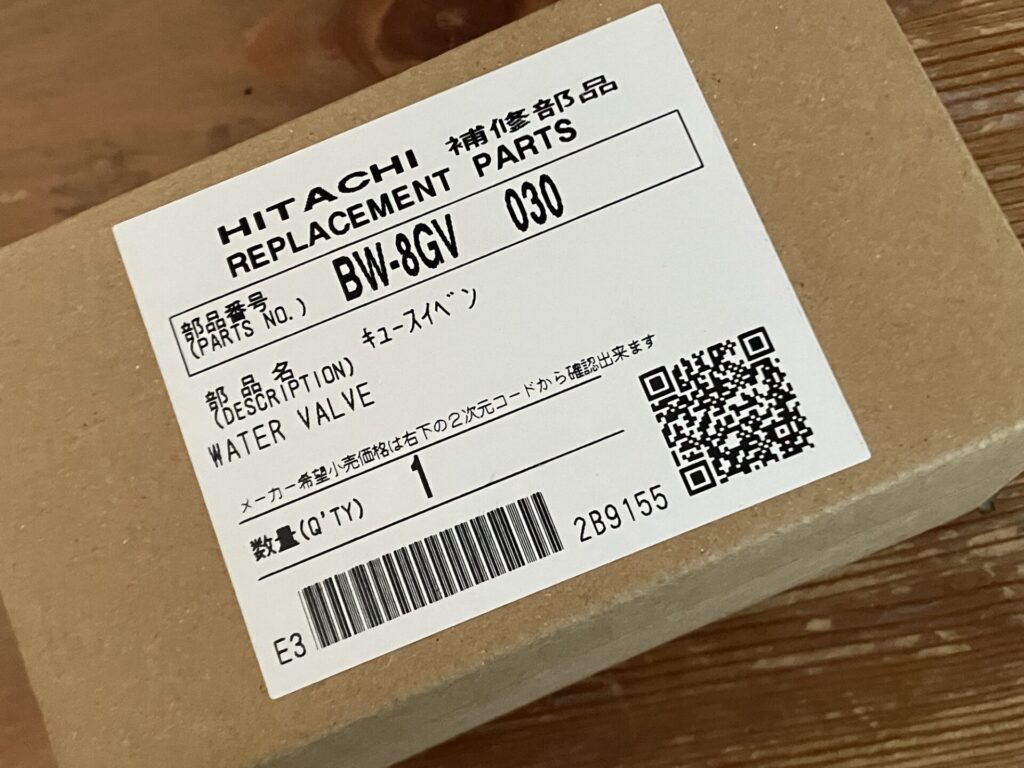 HITACHI 補修部品
REPLACEMENT PARTS
部品番号
(PARTS NO.) BW-8GV 030
部品名 キュースイベン
(DESCRIPTION)
WATER VALVE
メーカー希望小売価格は右下の2次元コードから確認出来ます
数量(Q'TY) 1
E3 2B9155